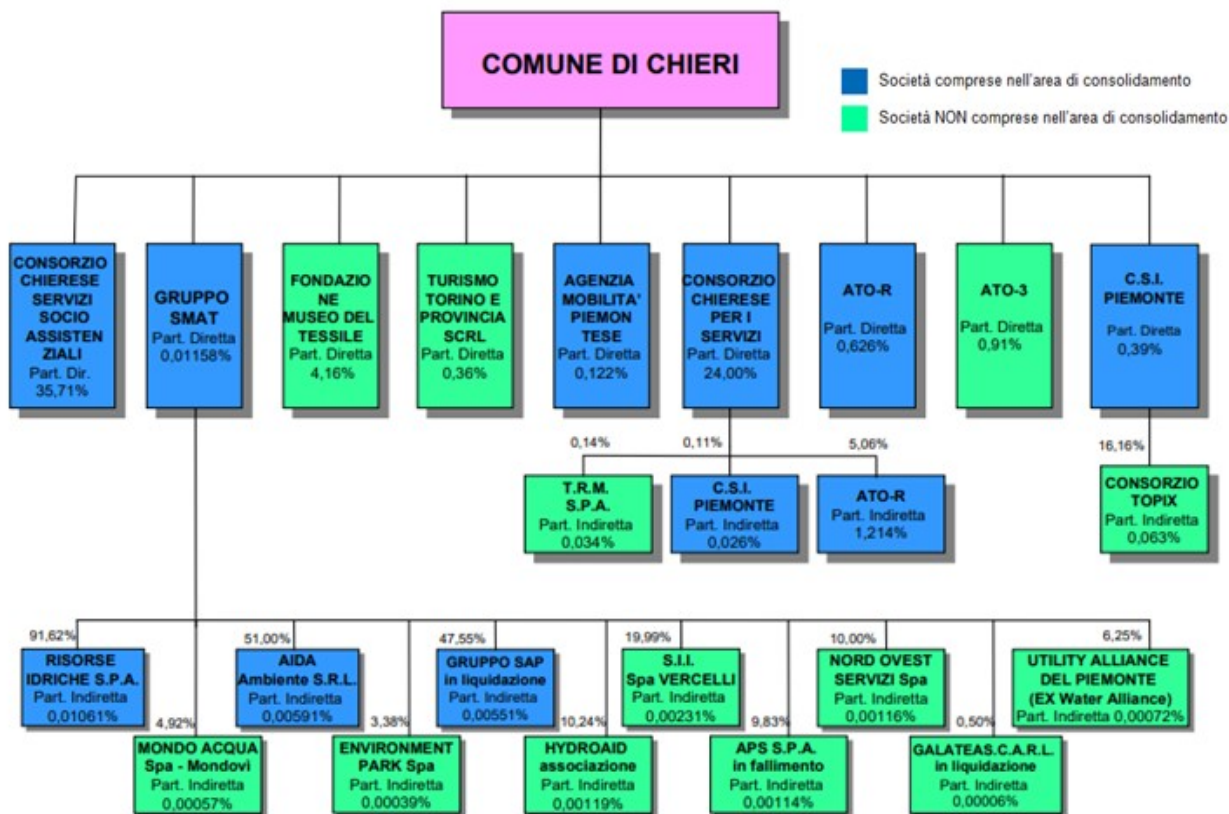 COMUNE DI CHIERI
Società comprese nell'area di consolidamento
Società NON comprese nell'area di consolidamento
CONSORZIO
CHIERESE
SERVIZI
SOCIO
ASSISTEN
ZIALI
Part. Dir.
35,71%
GRUPPO
SMAT
Part. Diretta
0,01158%
FONDAZIO
NE
MUSEO DEL
TESSILE
Part. Diretta
4,16%
TURISMO
TORINO E
PROVINCIA
SCRL
Part. Diretta
0,36%
AGENZIA
MOBILITA'
PIEMON
TESE
Part. Diretta
0,122%
CONSORZIO
CHIERESE
PER I
SERVIZI
Part. Diretta
24,00%
ATO-R
Part. Diretta
0,626%
ATO-3
Part. Diretta
0,91%
C.S.I.
PIEMONTE
Part. Diretta
0,39%
0,14%
0,11%
5,06%
16,16%
T.R.M.
S.P.A.
Part. Indiretta
0,034%
C.S.I.
PIEMONTE
Part. Indiretta
0,026%
ATO-R
Part. Indiretta
1,214%
CONSORZIO
TOPIX
Part. Indiretta
0,063%
91,62%
RISORSE
IDRICHE S.P.A.
Part. Indiretta
0,01061%
51,00%
AIDA
Ambiente S.R.L.
Part. Indiretta
0,00591%
47,55%
GRUPPO SAP
in liquidazione
Part. Indiretta
0,00551%
19,99%
S.I.I.
Spa VERCELLI
Part. Indiretta
0,00231%
10,00%
NORD OVEST
SERVIZI Spa
Part. Indiretta
0,00116%
6,25%
UTILITY ALLIANCE
DEL PIEMONTE
(EX Water Alliance)
Part. Indiretta 0,00072%
4,92%
MONDO ACQUA
Spa - Mondovì
Part. Indiretta
0,00057%
3,38%
ENVIRONMENT
PARK Spa
Part. Indiretta
0,00039%
10,24%
HYDROAID
associazione
Part. Indiretta
0,00119%
9,83%
APS S.P.A.
in fallimento
Part. Indiretta
0,00114%
0,50%
GALATEAS.C.A.R.L.
in liquidazione
Part. Indiretta
0,00006%